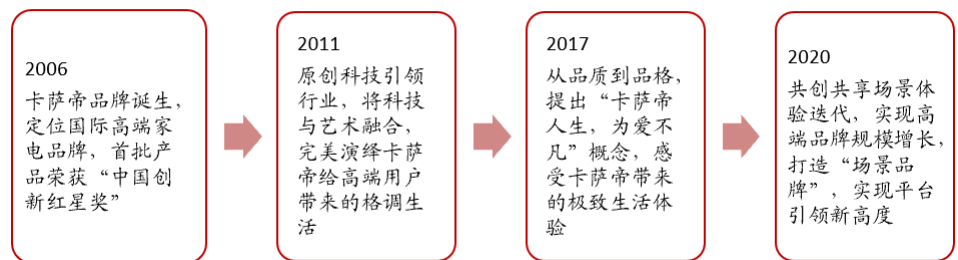 2006
卡萨帝品牌诞生，
定位国际高端家
电品牌，首批产
品荣获“中国创
新红星奖”
2011
原创科技引领
行业，将科技
与艺术融合，
完美演绎卡萨
帝给高端用户
带来的格调生
活
2017
从品质到品格，
提出“卡萨帝
人生，为爱不
凡”概念，感
受卡萨帝带来
的极致生活体
验
2020
共创共享场景体
验迭代，实现高
端品牌规模增长，
打造“场景品
牌”，实现平台
引领新高度